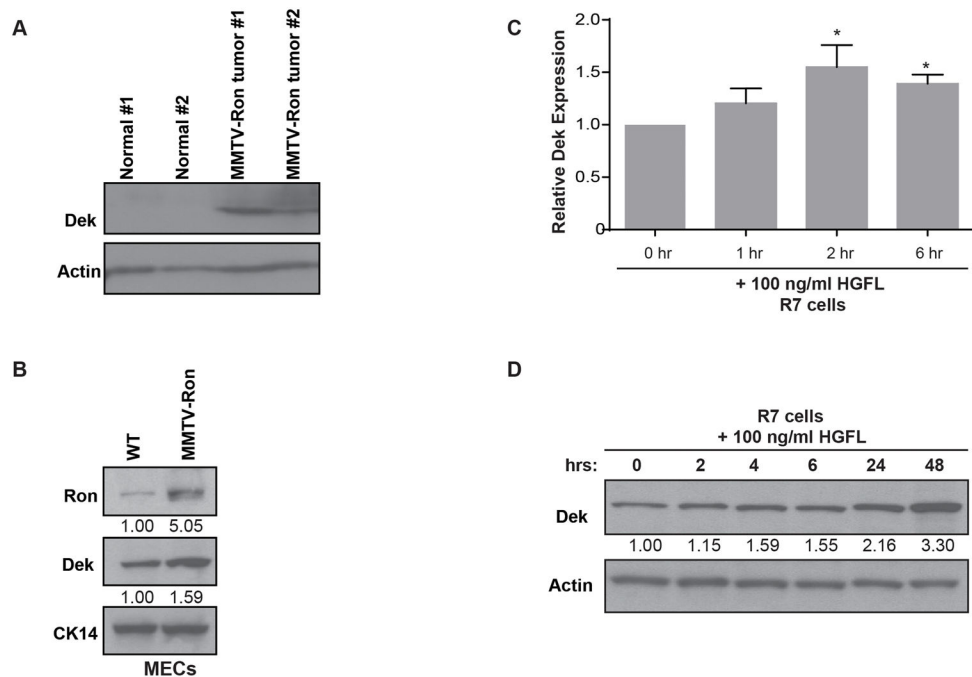 A
Normal #1
Normal #2
MMTV-Ron tumor #1
MMTV-Ron tumor #2
Dek
Actin
B
WT
MMTV-Ron
Ron
1.00 5.05
Dek
1.00 1.59
CK14
MECs
C
Relative Dek Expression
2.0
1.5
1.0
0.5
0
* *
0 hr 1 hr 2 hr 6 hr
+ 100 ng/ml HGFL
R7 cells
D
R7 cells
+ 100 ng/ml HGFL
hrs: 0 2 4 6 24 48
Dek
1.00 1.15 1.59 1.55 2.16 3.30
Actin